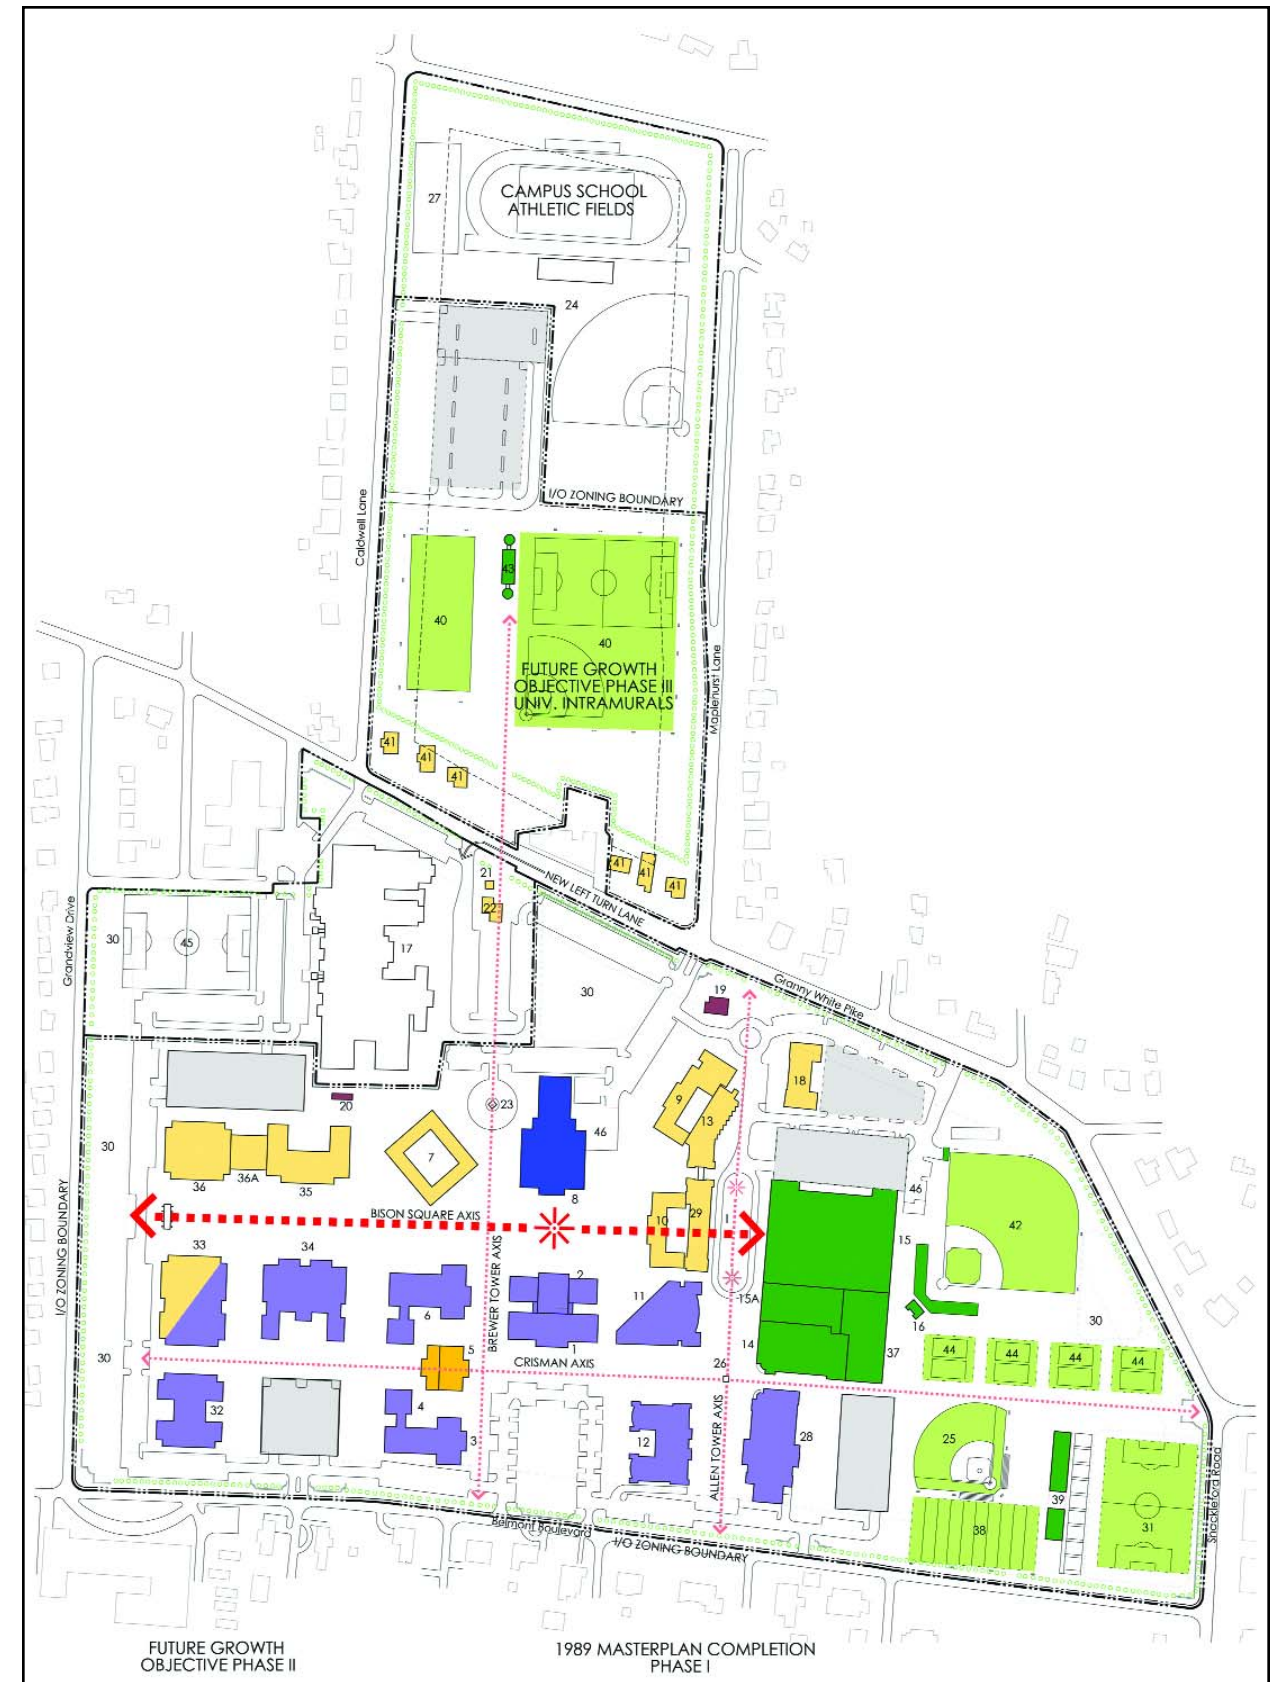 27
CAMPUS SCHOOL
ATHLETIC FIELDS
24
I/O ZONING BOUNDARY
Caldwell Lane
43
40
40
FUTURE GROWTH
OBJECTIVE PHASE III
UNIV. INTRAMURALS
Maplehurst Lane
41
41
41
41
41
41
NEW LEFT TURN LANE
21
22
Grandview Drive
30
45
17
30
19
Granny White Pike
20
23
18
9
13
7
46
30
36
36A
35
8
46
42
BISON SQUARE AXIS
10
29
15
I/O ZONING BOUNDARY
33
34
BREWER TOWER AXIS
2
11
15A
6
16
30
1
14
37
30
5
CRISMAN AXIS
26
44
44
44
44
32
4
3
12
ALLEN TOWER AXIS
28
25
39
38
31
Shackleford Road
Belmont Boulevard
I/O ZONING BOUNDARY
FUTURE GROWTH
OBJECTIVE PHASE II
1989 MASTERPLAN COMPLETION
PHASE I